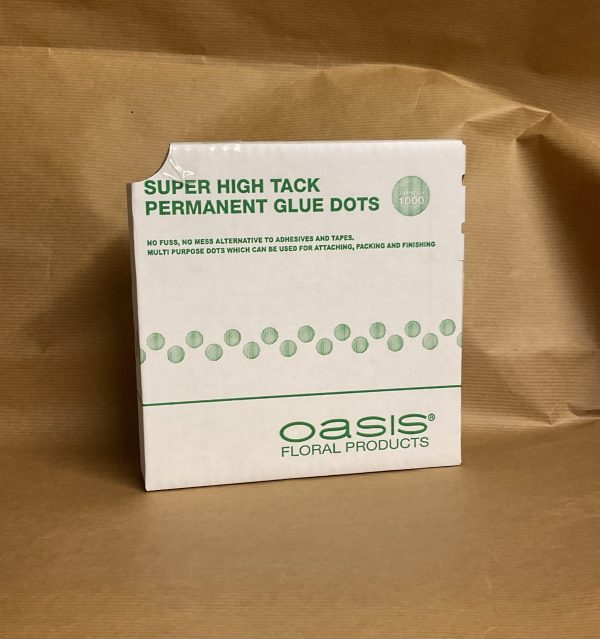 SUPER HIGH TACK
PERMANENT GLUE DOTS
QUANTITY
1000
NO FUSS, NO MESS ALTERNATIVE TO ADHESIVES AND TAPES.
MULTI PURPOSE DOTS WHICH CAN BE USED FOR ATTACHING, PACKING AND FINISHING
oasis®
FLORAL PRODUCTS